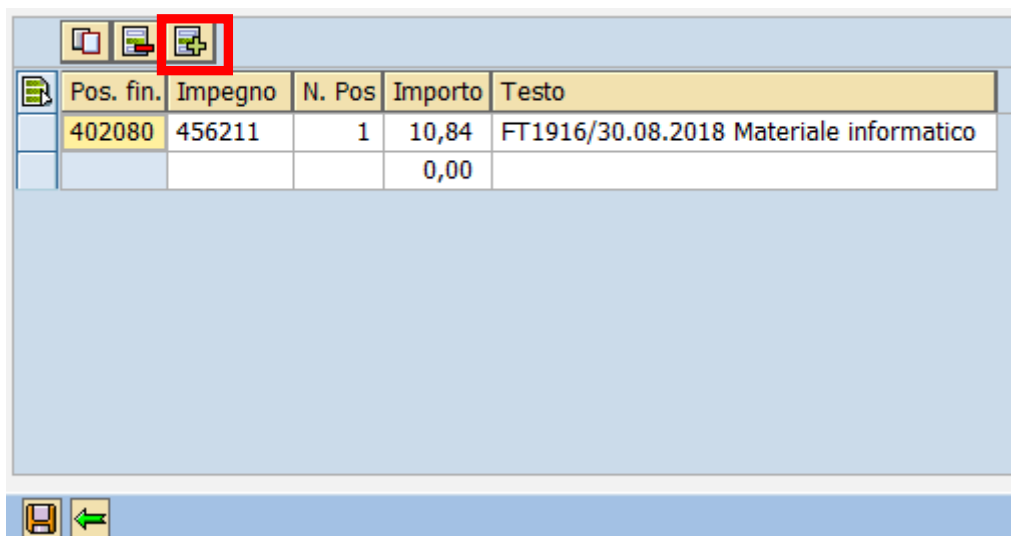 Pos. fin. Impegno N. Pos Importo Testo
402080 456211 1 10,84 FT1916/30.08.2018 Materiale informatico
0,00